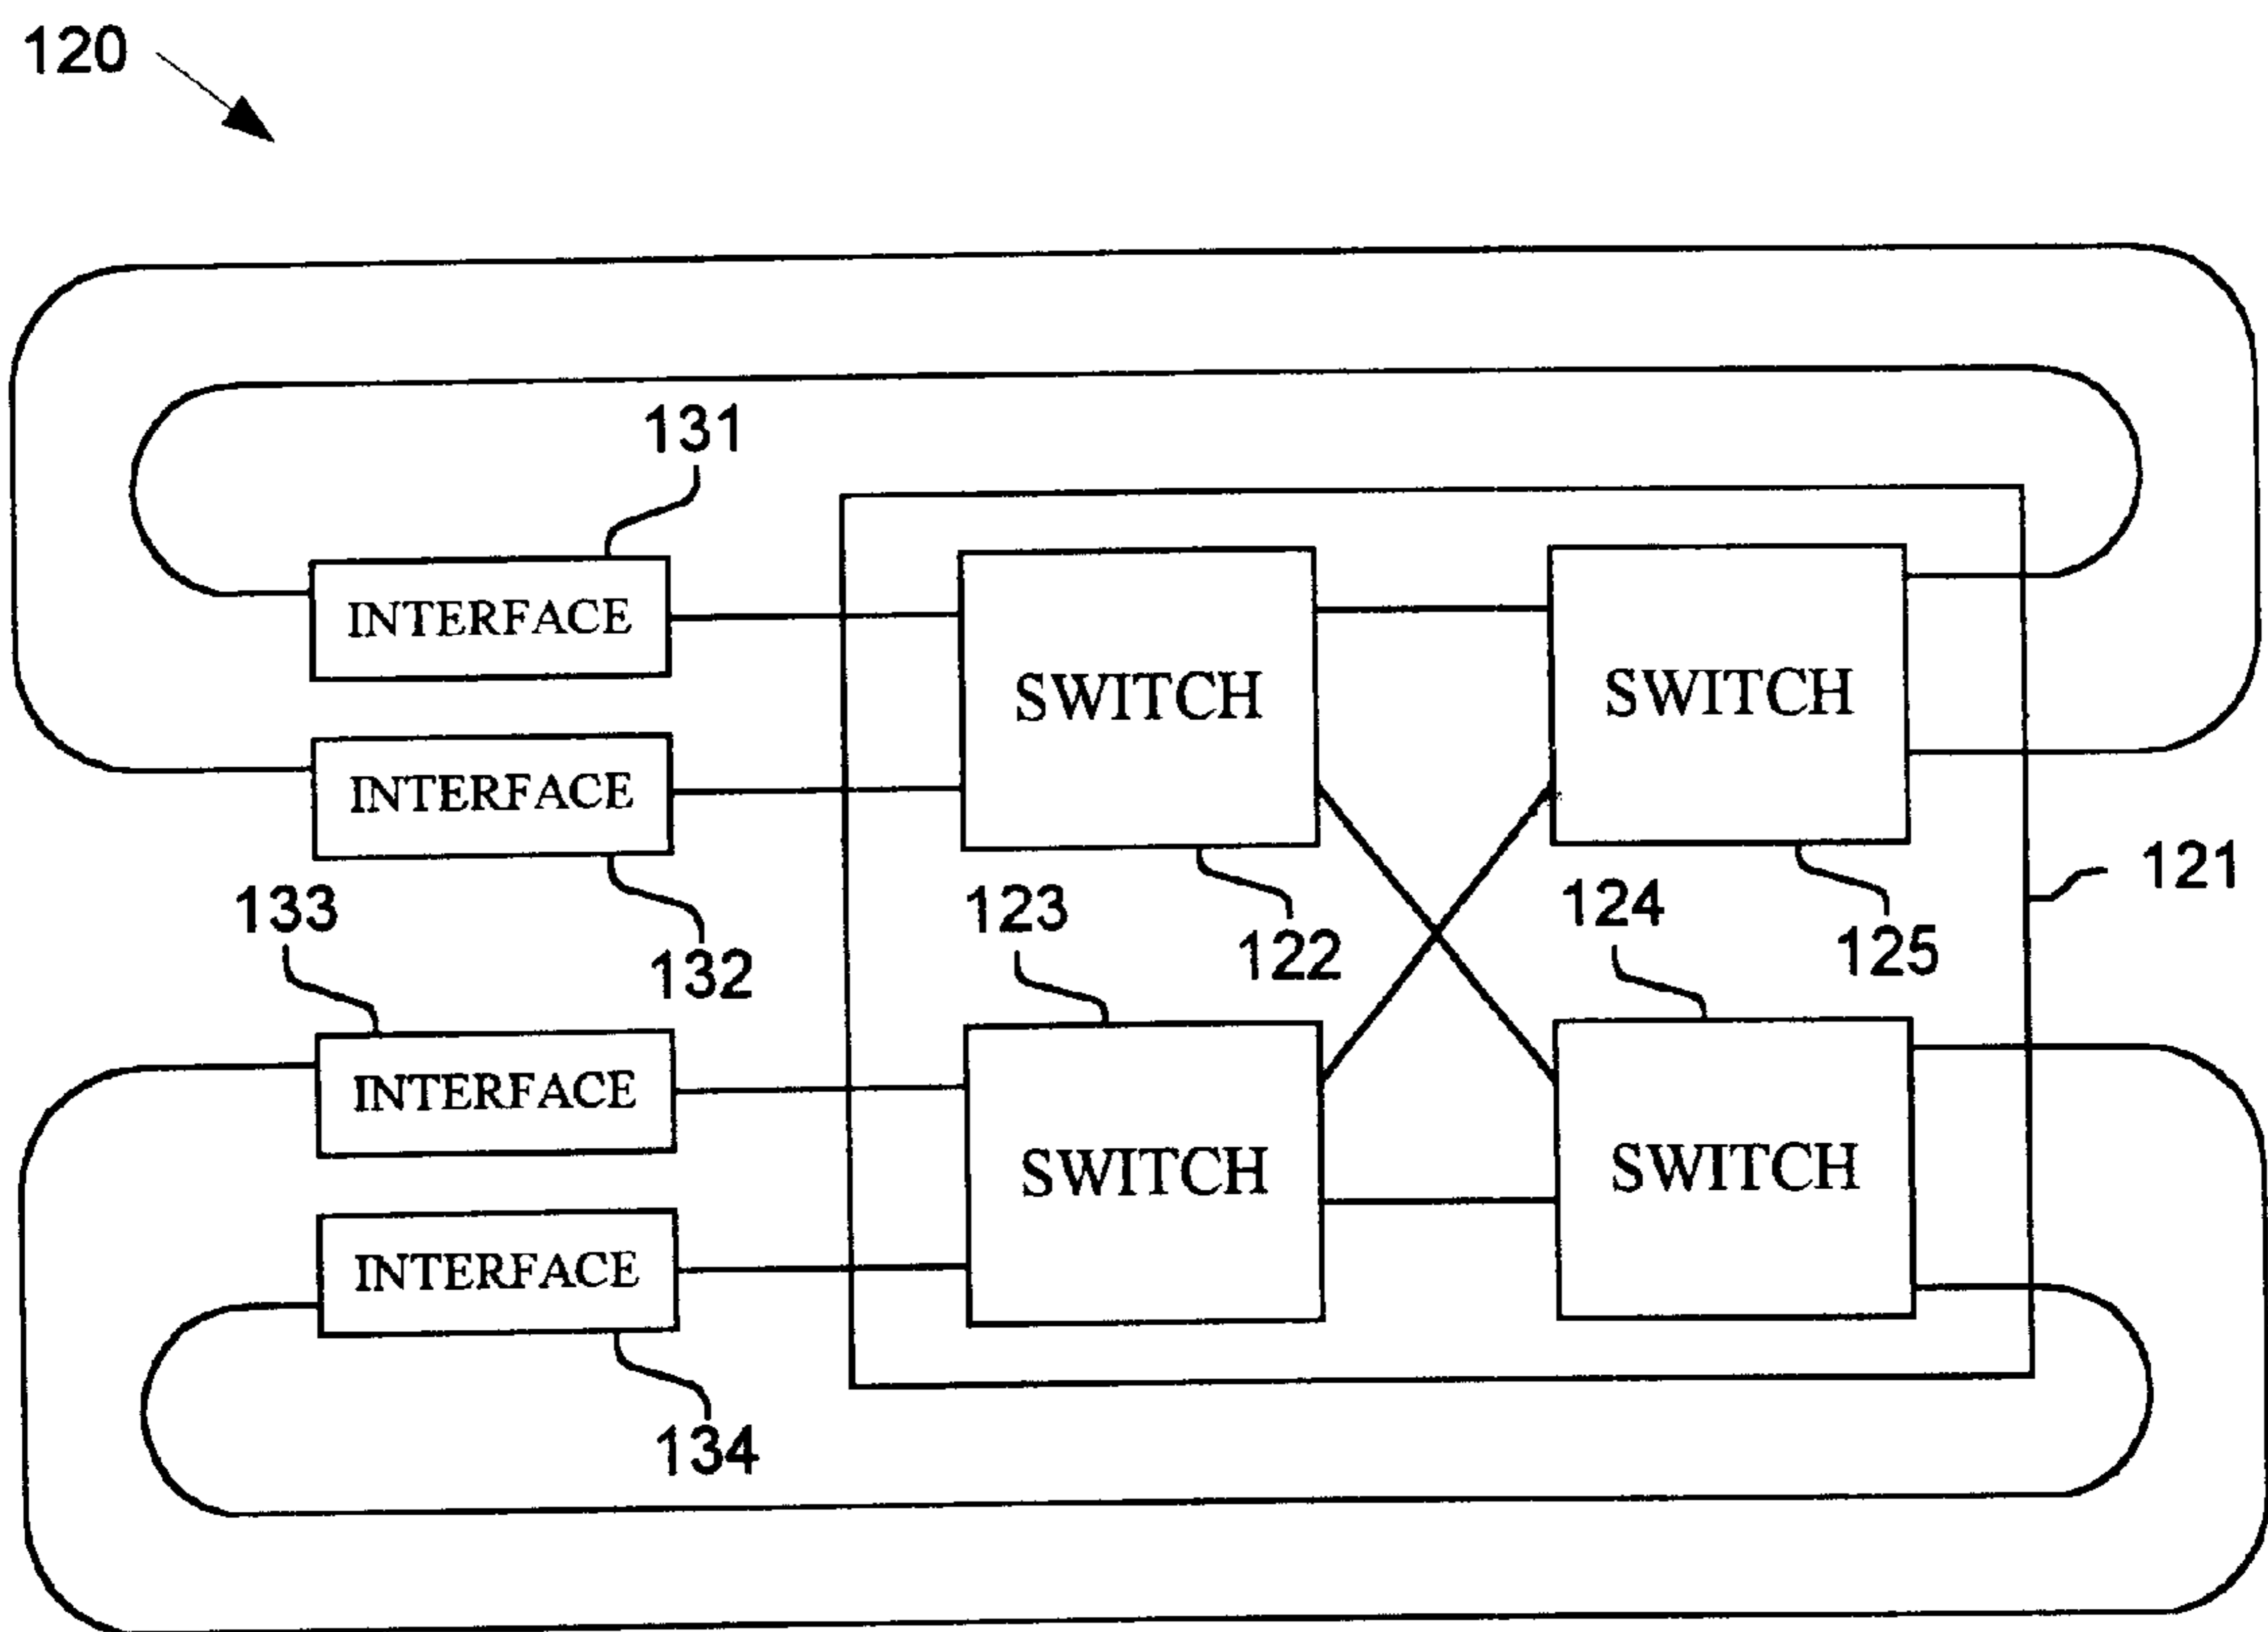 120
131
INTERFACE
SWITCH
SWITCH
INTERFACE
121
133
123
124
132
122
125
INTERFACE
SWITCH
SWITCH
INTERFACE
134